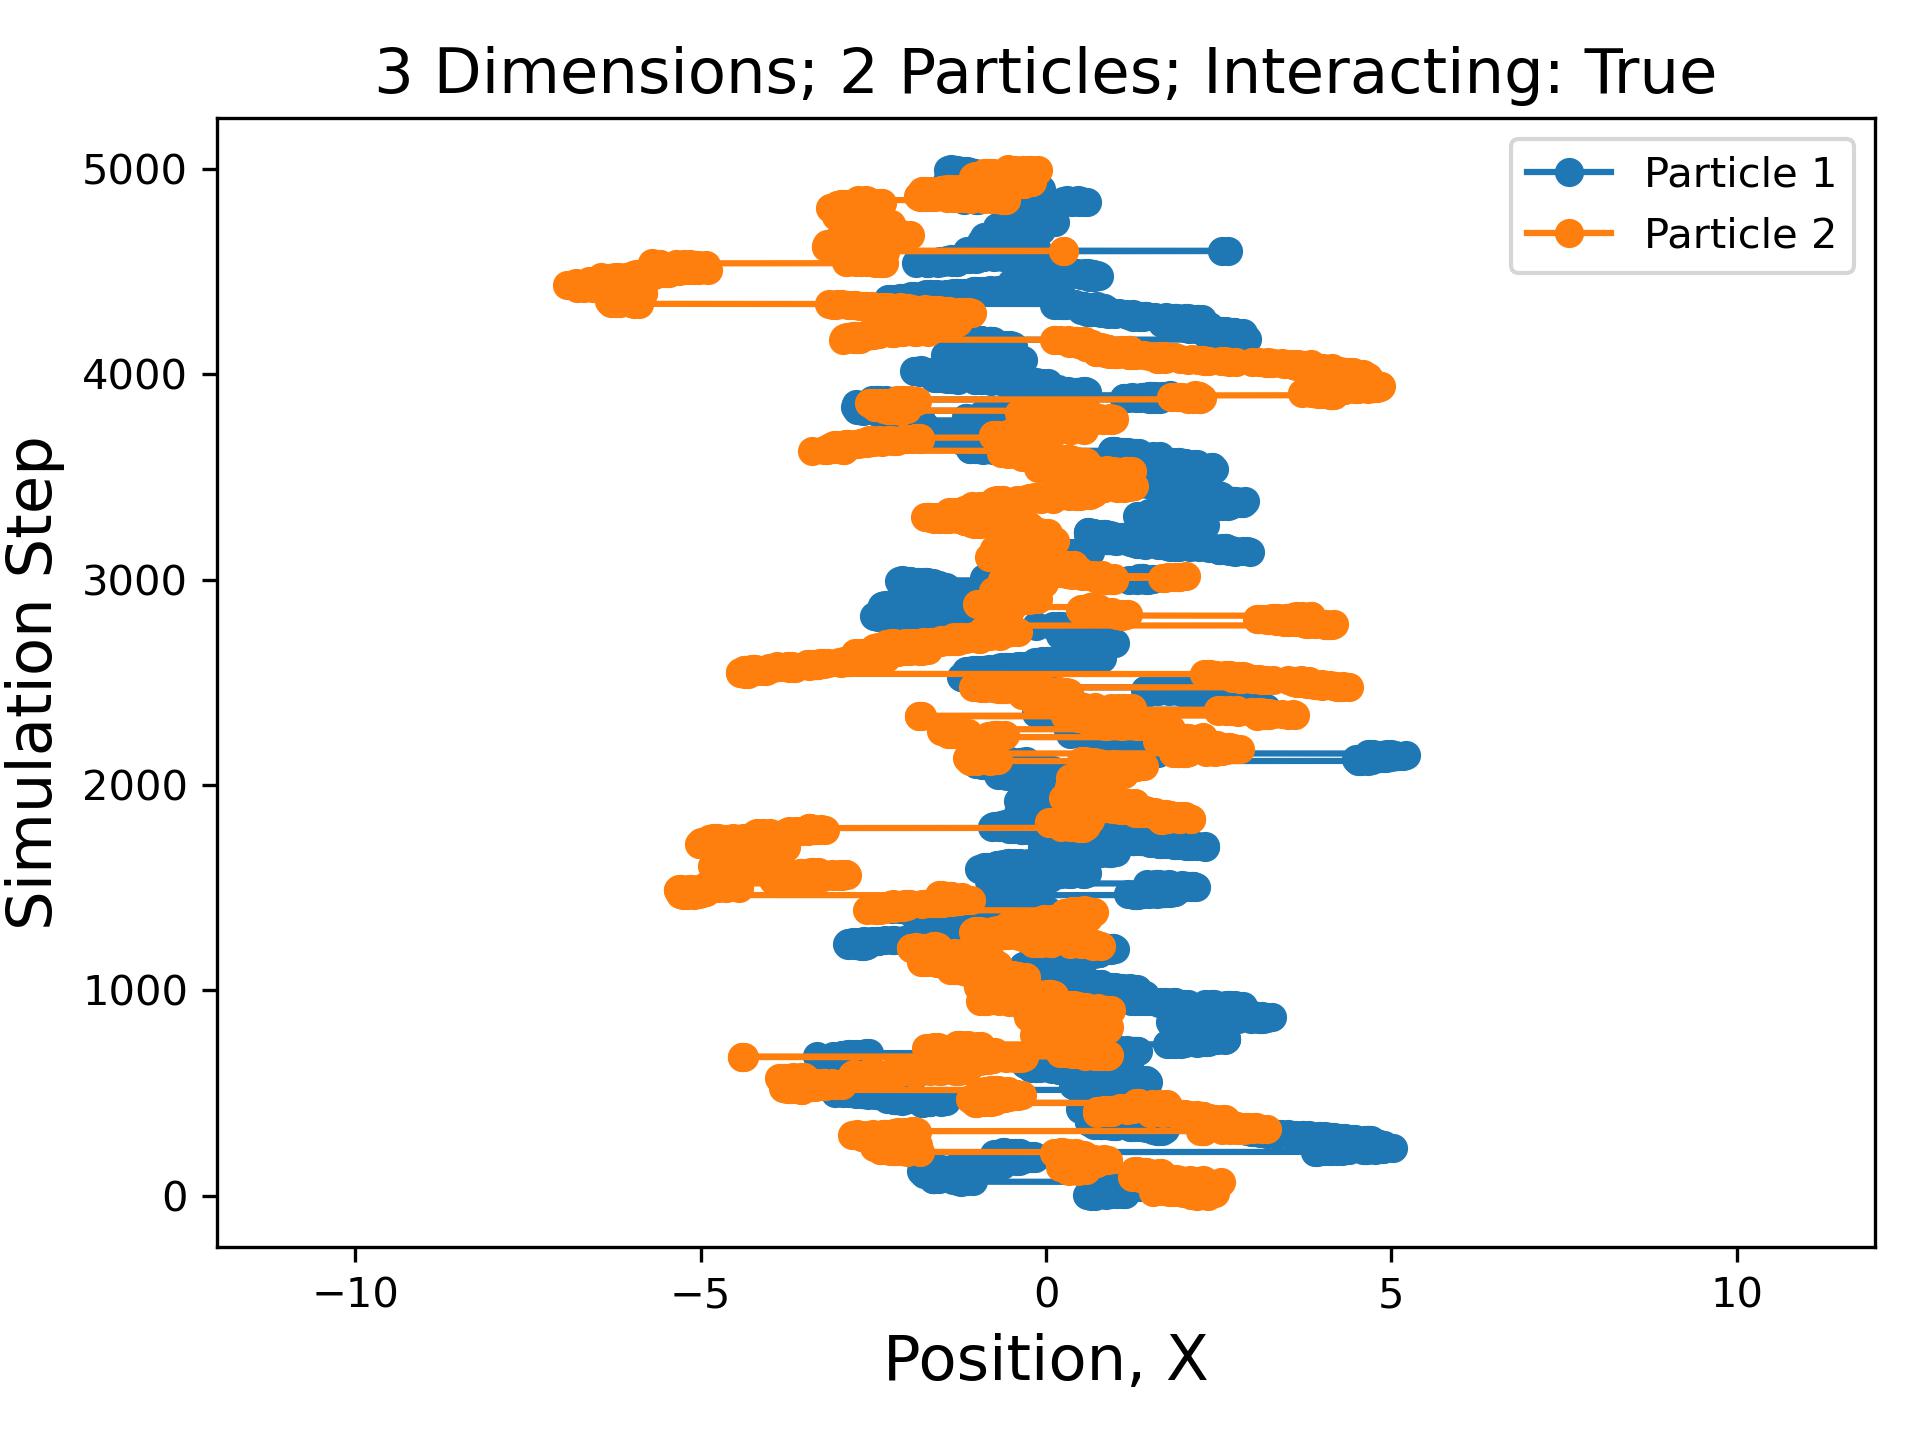 3 Dimensions; 2 Particles; Interacting: True
Particle 1
Particle 2
5000
4000
3000
2000
1000
0
Simulation Step
−10
−5
0
5
10
Position, X